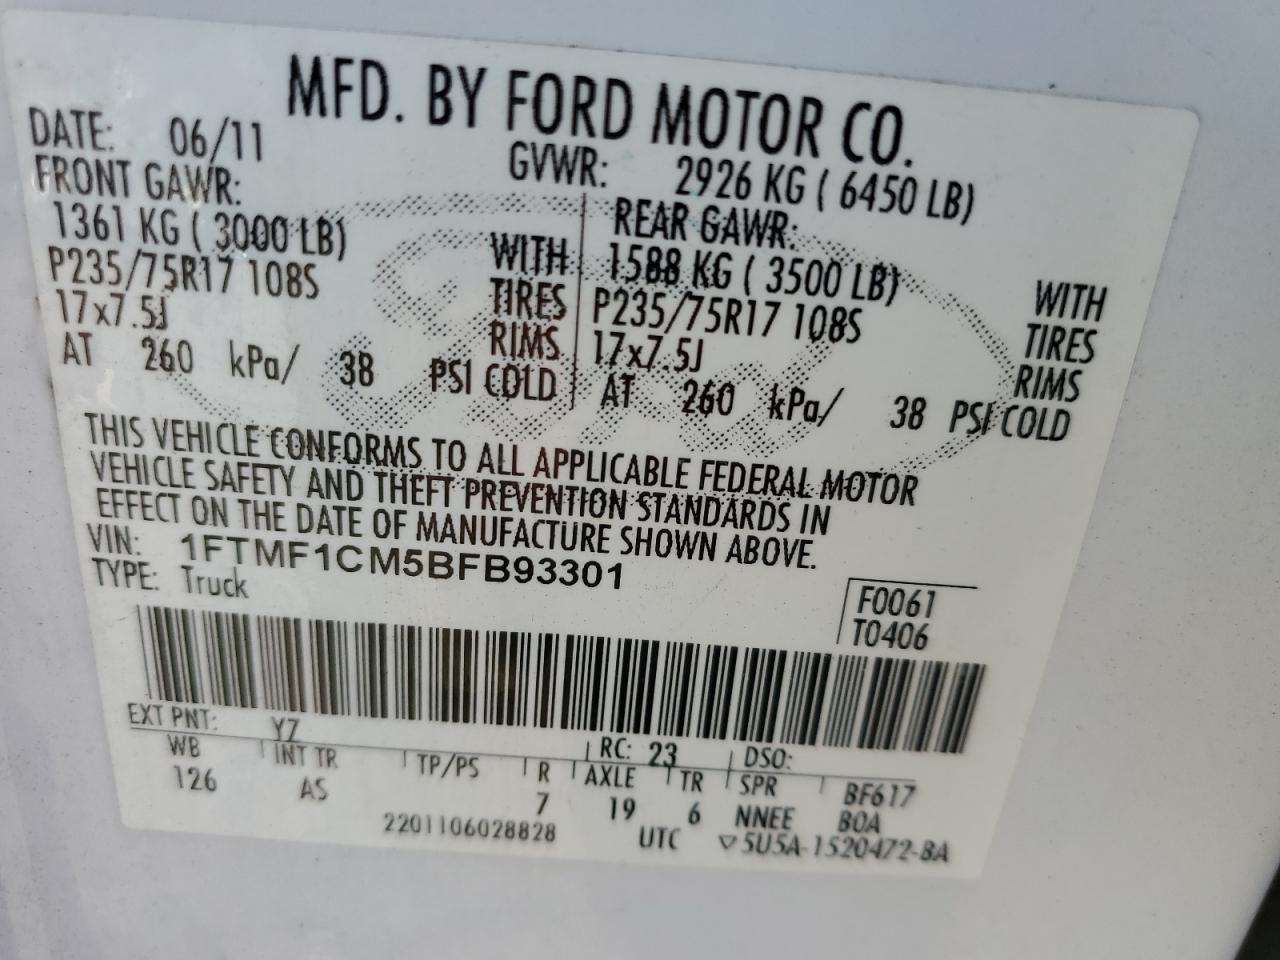 MFD. BY FORD MOTOR CO.
DATE: 06/11 GVWR: 2926 KG ( 6450 LB)
FRONT GAWR: REAR GAWR:
1361 KG ( 3000 LB) WITH 1588 KG ( 3500 LB) WITH
P235/75R17 108S TIRES P235/75R17 108S TIRES
17x7.5J RIMS 17x7.5J RIMS
AT 260 kPa/ 38 PSI COLD AT 260 kPa/ 38 PSI COLD
THIS VEHICLE CONFORMS TO ALL APPLICABLE FEDERAL MOTOR
VEHICLE SAFETY AND THEFT PREVENTION STANDARDS IN
EFFECT ON THE DATE OF MANUFACTURE SHOWN ABOVE.
VIN: 1FTMF1CM5BFB93301
TYPE: Truck
F0061
T0406
EXT PNT: YZ RC: 23 DSO:
WB INT TR TP/PS R AXLE TR SPR BF617
126 AS 7 19 6 NNEE BOA
2201106028828 UTC ▽5U5A-1520472-BA